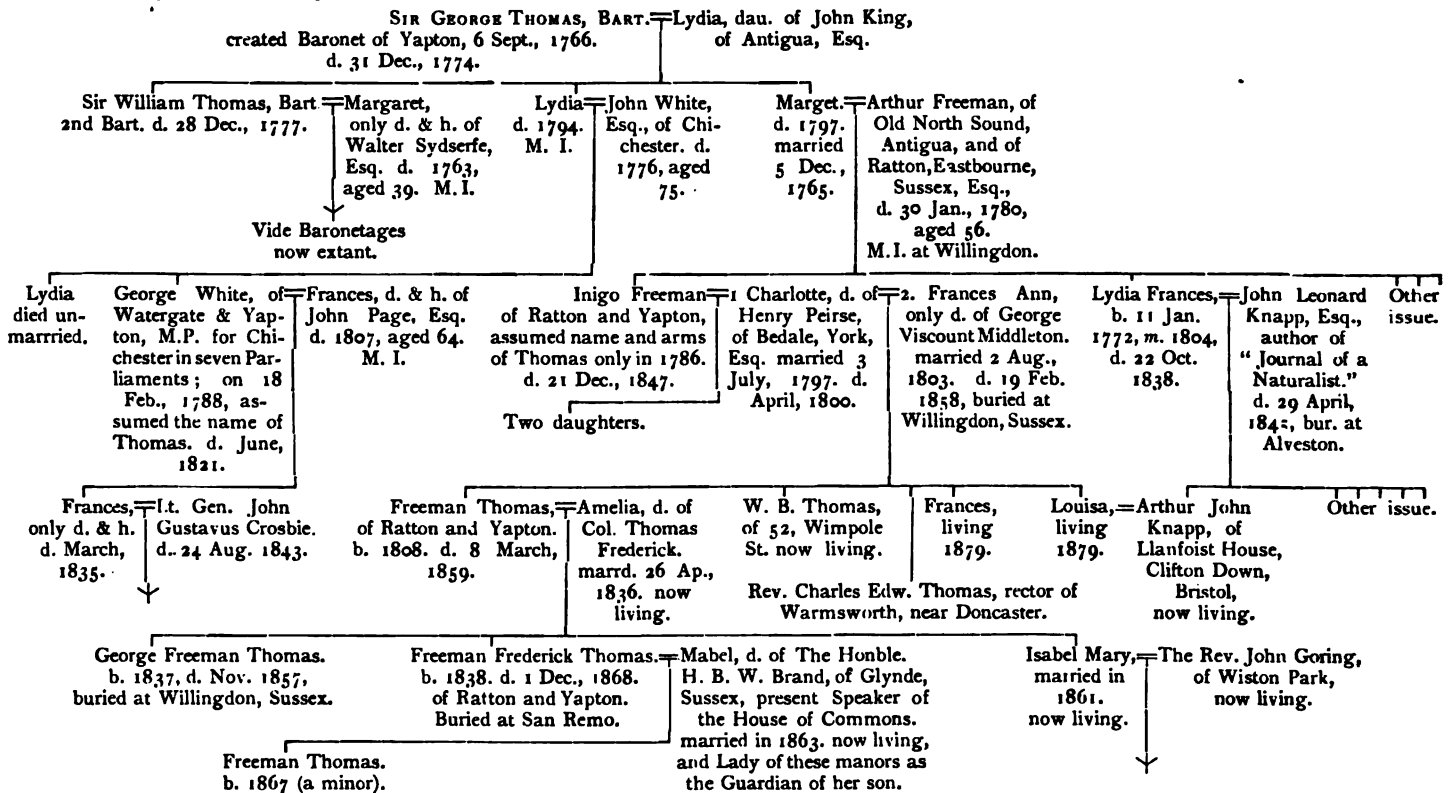 SIR GEORGE THOMAS, BART.=Lydia, dau. of John King,
created Baronet of Yapton, 6 Sept., 1766. of Antigua, Esq.
d. 31 Dec., 1774.
Sir William Thomas, Bart
2nd Bart. d. 28 Dec., 1777.
=Margaret,
only d. & h. of
Walter Sydserfe,
Esq. d. 1763,
aged 39. M. I.
Vide Baronetages
now extant.
Lydia
d. 1794.
M. I.
=John White,
Esq., of Chi-
chester. d.
1776, aged
75.
Marget.
d. 1797.
married
5 Dec.,
1765.
=Arthur Freeman, of
Old North Sound,
Antigua, and of
Ratton, Eastbourne,
Sussex, Esq.,
d. 30 Jan., 1780,
aged 56.
M.I. at Willingdon.
Lydia
died un-
marrried.
George White, of
Watergate & Yap-
ton, M.P. for Chi-
chester in seven Par-
liaments; on 18
Feb., 1788, as-
sumed the name of
Thomas. d. June,
1821.
=Frances, d. & h. of
John Page, Esq.
d. 1807, aged 64.
M. I.
Inigo Freeman
of Ratton and Yapton,
assumed name and arms
of Thomas only in 1786.
d. 21 Dec., 1847.
=1 Charlotte, d. of
Henry Peirse,
of Bedale, York,
Esq. married 3
July, 1797. d.
April, 1800.
Two daughters.
=2. Frances Ann,
only d. of George
Viscount Middleton.
married 2 Aug.,
1803. d. 19 Feb.
1858, buried at
Willingdon, Sussex.
Lydia Frances,
b. 11 Jan.
1772, m. 1804,
d. 22 Oct.
1838.
=John Leonard
Knapp, Esq.,
author of
"Journal of a
Naturalist."
d. 29 April,
bur. at
Alveston.
Other
issue.
Frances,
only d. & h.
d. March,
1835.
=Lt. Gen. John
Gustavus Crosbie.
d. 24 Aug. 1843.
Freeman Thomas,
of Ratton and Yapton.
b. 1808. d. 8 March,
1859.
=Amelia, d. of
Col. Thomas
Frederick.
marrd. 26 Ap.,
1836. now
living.
W. B. Thomas,
of 52, Wimpole
St. now living.
Rev. Charles Edw. Thomas, rector of
Warmsworth, near Doncaster.
Frances,
living
1879.
Louisa,
living
1879.
=Arthur John
Knapp, of
Llanfoist House,
Clifton Down,
Bristol,
now living.
Other issue.
George Freeman Thomas.
b. 1837, d. Nov. 1857,
buried at Willingdon, Sussex.
Freeman Frederick Thomas.
b. 1838. d. 1 Dec., 1868.
of Ratton and Yapton.
Buried at San Remo.
=Mabel, d. of The Honble.
H. B. W. Brand, of Glynde,
Sussex, present Speaker of
the House of Commons.
married in 1863. now living,
and Lady of these manors as
the Guardian of her son.
Isabel Mary,
married in
1861.
now living.
=The Rev. John Goring,
of Wiston Park,
now living.
Freeman Thomas.
b. 1867 (a minor).